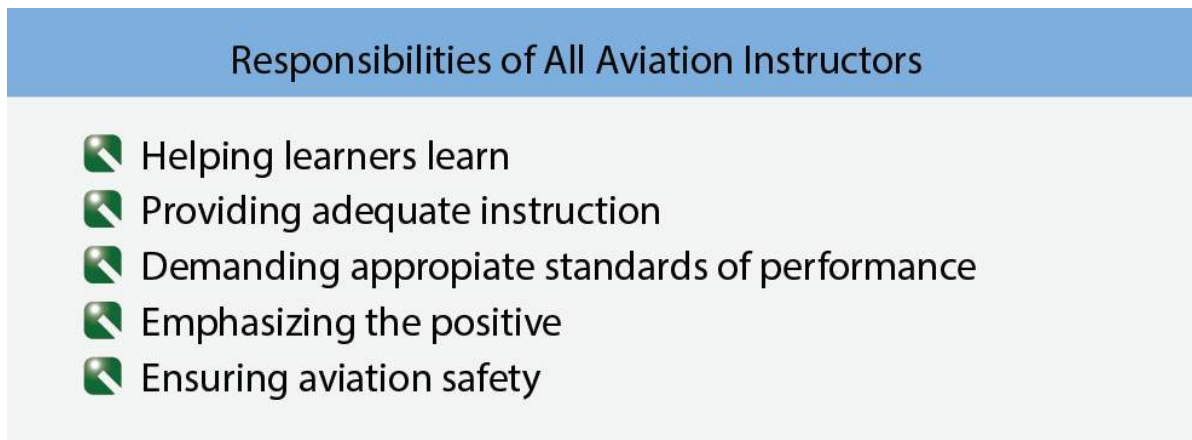 Responsibilities of All Aviation Instructors
Helping learners learn
Providing adequate instruction
Demanding appropiate standards of performance
Emphasizing the positive
Ensuring aviation safety